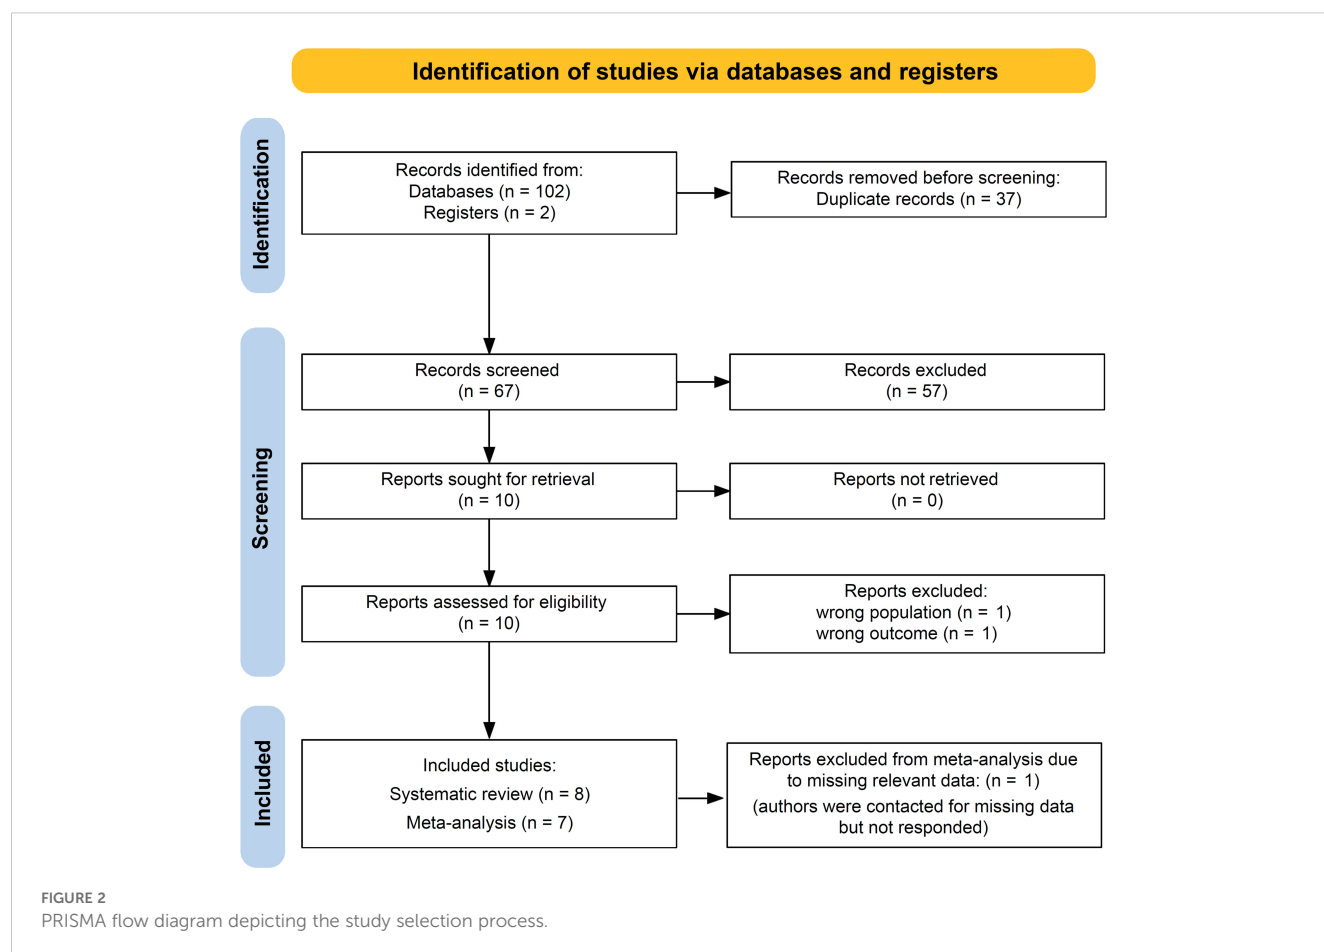 Identification of studies via databases and registers
Identification
Records identified from:
Databases (n = 102)
Registers (n = 2)
Records removed before screening:
Duplicate records (n = 37)
Screening
Records screened
(n = 67)
Records excluded
(n = 57)
Reports sought for retrieval
(n = 10)
Reports not retrieved
(n = 0)
Reports assessed for eligibility
(n = 10)
Reports excluded:
wrong population (n = 1)
wrong outcome (n = 1)
Included
Included studies:
Systematic review (n = 8)
Meta-analysis (n = 7)
Reports excluded from meta-analysis due
to missing relevant data: (n = 1)
(authors were contacted for missing data
but not responded)
FIGURE 2
PRISMA flow diagram depicting the study selection process.